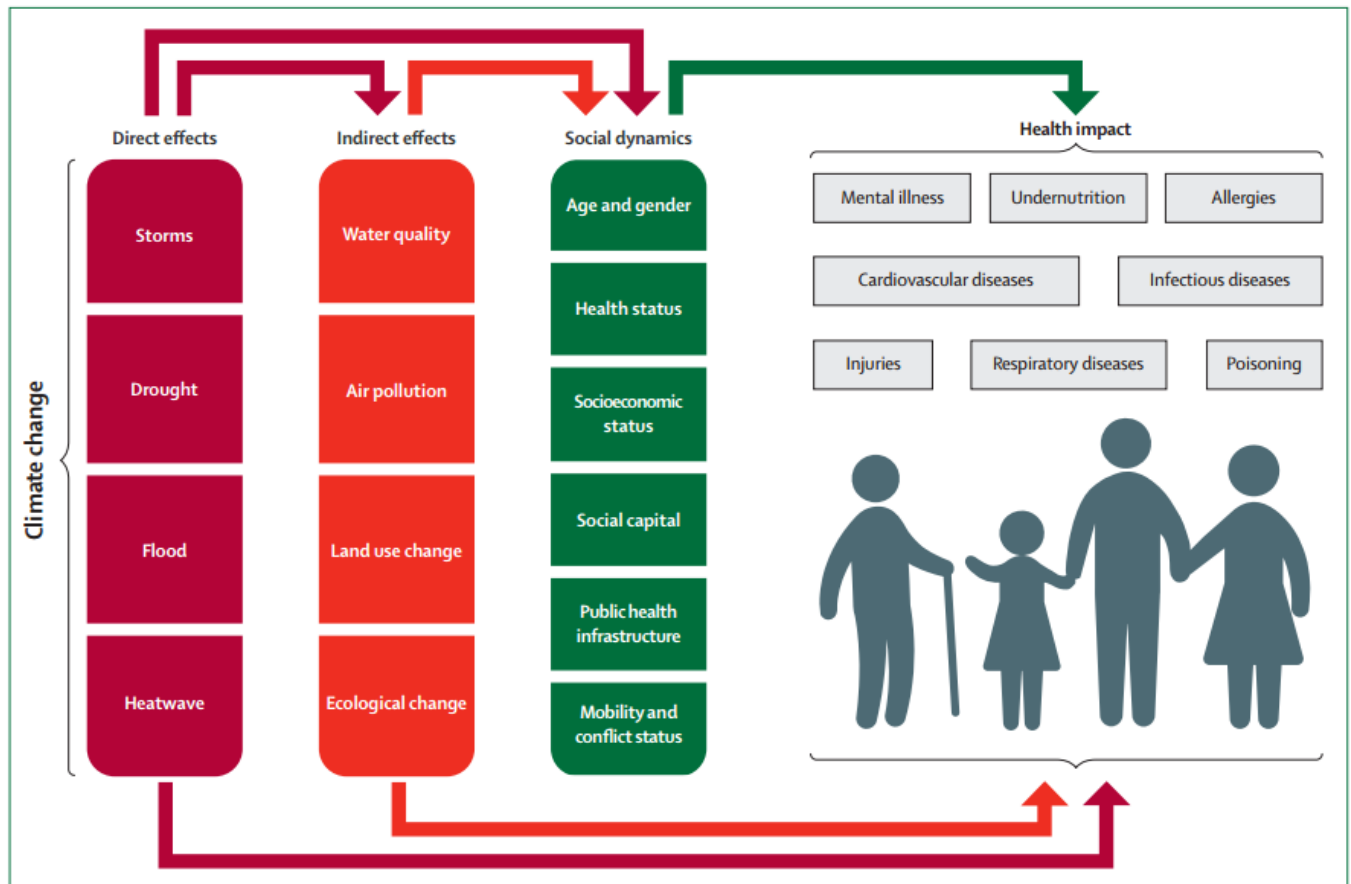 Direct effects
Indirect effects
Social dynamics
Health impact
Climate change
Storms
Drought
Flood
Heatwave
Water quality
Air pollution
Land use change
Ecological change
Age and gender
Health status
Socioeconomic
status
Social capital
Public health
infrastructure
Mobility and
conflict status
Mental illness
Undernutrition
Allergies
Cardiovascular diseases
Infectious diseases
Injuries
Respiratory diseases
Poisoning